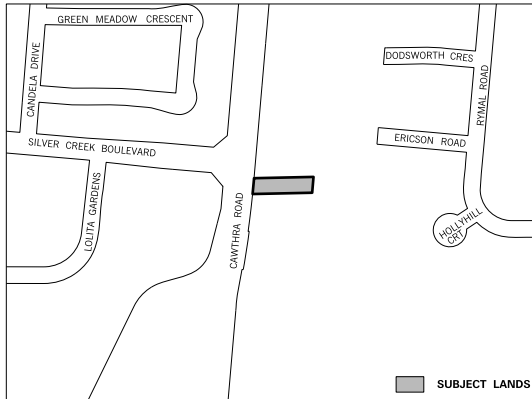 GREEN MEADOW CRESCENT
CANDELA DRIVE
DODSWORTH CRES
RYMAL ROAD
ERICSON ROAD
SILVER CREEK BOULEVARD
LOLITA GARDENS
CAWTHRA ROAD
HOLLYHILL
CRT
SUBJECT LANDS